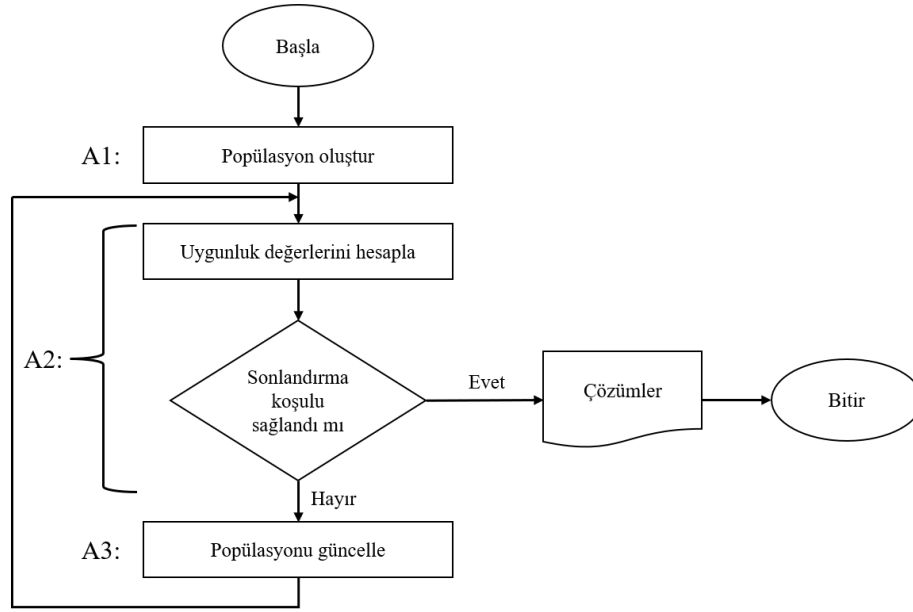 Başla
A1:
Popülasyon oluştur
Uygunluk değerlerini hesapla
A2:
Sonlandırma
koşulu
sağlandı mı
Evet
Çözümler
Bitir
Hayır
A3:
Popülasyonu güncelle